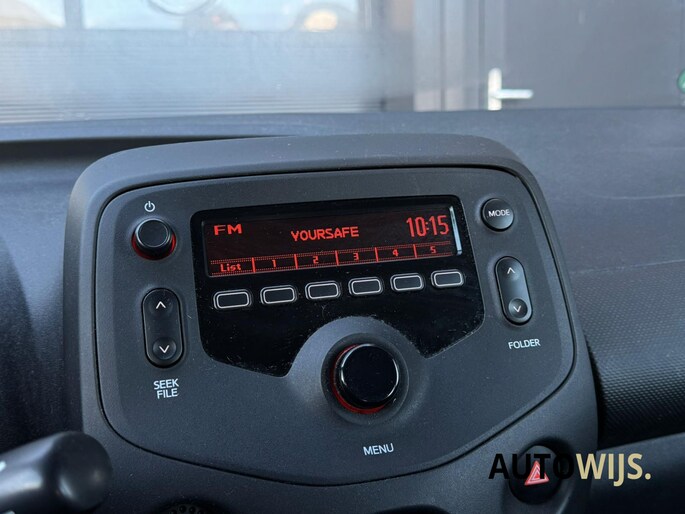 FM
YOURSAFE
10:15
List 1 2 3 4 5
MODE
SEEK
FILE
FOLDER
MENU
AUTOWIJS.